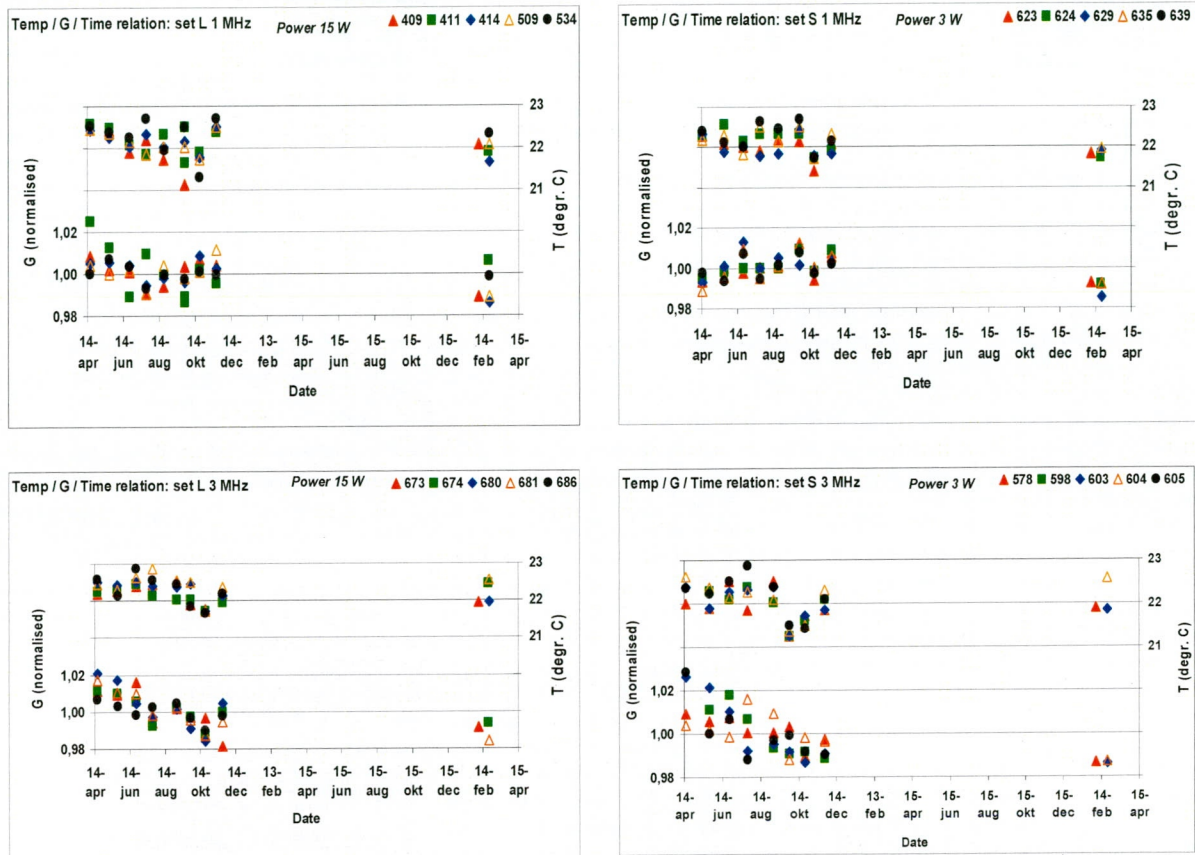 Temp / G / Time relation: set L 1 MHz Power 15 W 409 411 414 509 534
23
22
21
1,02
1,00
0,98
G (normalised)
T (degr. C)
14- 14- 14- 14- 14- 13- 15- 15- 15- 15- 15- 14- 15-
apr jun aug okt dec feb apr jun aug okt dec feb apr
Date
Temp / G / Time relation: set S 1 MHz Power 3 W 623 624 629 635 639
23
22
21
1,02
1,00
0,98
G (normalised)
T (degr. C)
14- 14- 14- 14- 14- 13- 15- 15- 15- 15- 15- 14- 15-
apr jun aug okt dec feb apr jun aug okt dec feb apr
Date
Temp / G / Time relation: set L 3 MHz Power 15 W 673 674 680 681 686
23
22
21
1,02
1,00
0,98
G (normalised)
T (degr. C)
14- 14- 14- 14- 14- 13- 15- 15- 15- 15- 15- 14- 15-
apr jun aug okt dec feb apr jun aug okt dec feb apr
Date
Temp / G / Time relation: set S 3 MHz Power 3 W 578 598 603 604 605
23
22
21
1,02
1,00
0,98
G (normalised)
T (degr. C)
14- 14- 14- 14- 14- 13- 15- 15- 15- 15- 15- 14- 15-
apr jun aug okt dec feb apr jun aug okt dec feb apr
Date